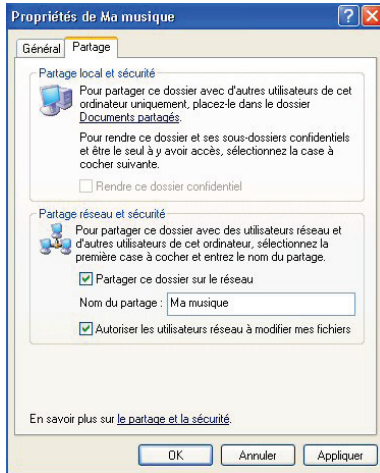 Propriétés de Ma musique
Général Partage
Partage local et sécurité
Pour partager ce dossier avec d'autres utilisateurs de cet
ordinateur uniquement, placez-le dans le dossier
Documents partagés.
Pour rendre ce dossier et ses sous-dossiers confidentiels
et être le seul à y avoir accès, sélectionnez la case à
cocher suivante.
Rendre ce dossier confidentiel
Partage réseau et sécurité
Pour partager ce dossier avec des utilisateurs réseau et
d'autres utilisateurs de cet ordinateur, sélectionnez la
première case à cocher et entrez le nom du partage.
Partager ce dossier sur le réseau
Nom du partage : Ma musique
Autoriser les utilisateurs réseau à modifier mes fichiers
En savoir plus sur le partage et la sécurité.
OK Annuler Appliquer